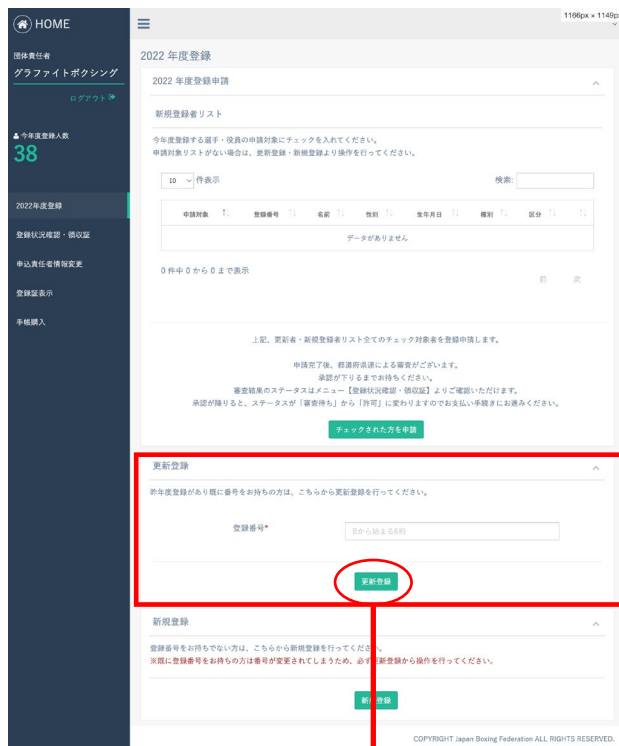 HOME
1166px × 1149p
団体責任者
グラファイトボクシング
ログアウト
今年度登録人数
38
2022年度登録
登録状況確認・領収証
申込責任者情報変更
登録証表示
手帳購入
2022 年度登録
2022 年度登録申請
新規登録者リスト
今年度登録する選手・役員の申請対象にチェックを入れてください。
申請対象リストがない場合は、更新登録・新規登録より操作を行ってください。
10 件表示
検索:
申請対象 登録番号 名前 性別 生年月日 種別 区分
データがありません
0 件中 0 から 0 まで表示
前 次
上記、更新者・新規登録者リスト全てのチェック対象者を登録申請します。
申請完了後、都道府県連による審査がございます。
承認が下りるまでお待ちください。
審査結果のステータスはメニュー【登録状況確認・領収証】よりご確認いただけます。
承認が降りると、ステータスが「審査待ち」から「許可」に変わりますのでお支払い手続きにお進みください。
チェックされた方を申請
更新登録
昨年度登録があり既に番号をお持ちの方は、こちらから更新登録を行ってください。
登録番号*
Bから始まる6桁
更新登録
新規登録
登録番号をお持ちでない方は、こちらから新規登録を行ってください。
※既に登録番号をお持ちの方は番号が変更されてしまうため、必ず更新登録から操作を行ってください。
新規登録
COPYRIGHT Japan Boxing Federation ALL RIGHTS RESERVED.